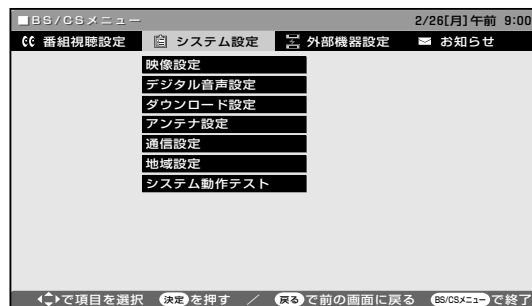 ■BS/CSメニュー 2/26[月]午前 9:00
番組視聴設定 システム設定 外部機器設定 お知らせ
映像設定
デジタル音声設定
ダウンロード設定
アンテナ設定
通信設定
地域設定
システム動作テスト
で項目を選択 決定を押す ／ 戻るで前の画面に戻る BS/CSメニューで終了